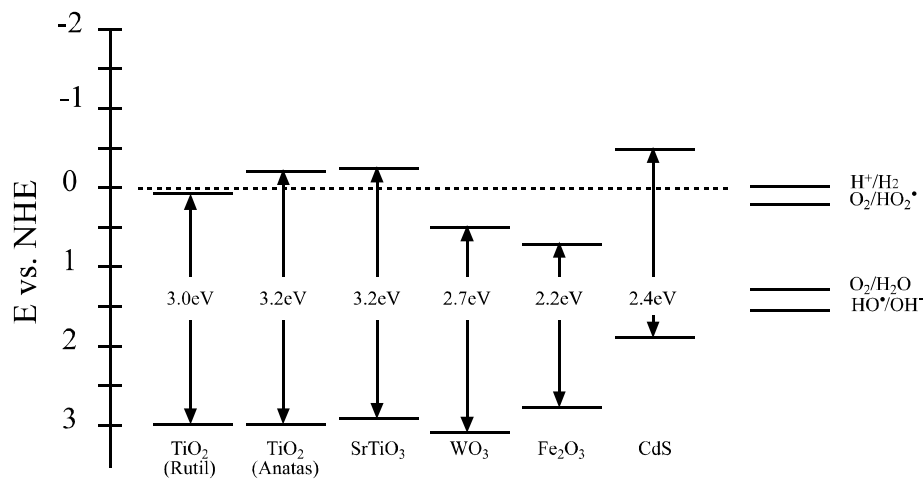 E vs. NHE
-2
-1
0
1
2
3
3.0eV
3.2eV
3.2eV
2.7eV
2.2eV
2.4eV
TiO₂
(Rutil)
TiO₂
(Anatas)
SrTiO₃
WO₃
Fe₂O₃
CdS
H⁺/H₂
O₂/HO₂•
O₂/H₂O
HO•/OH⁻